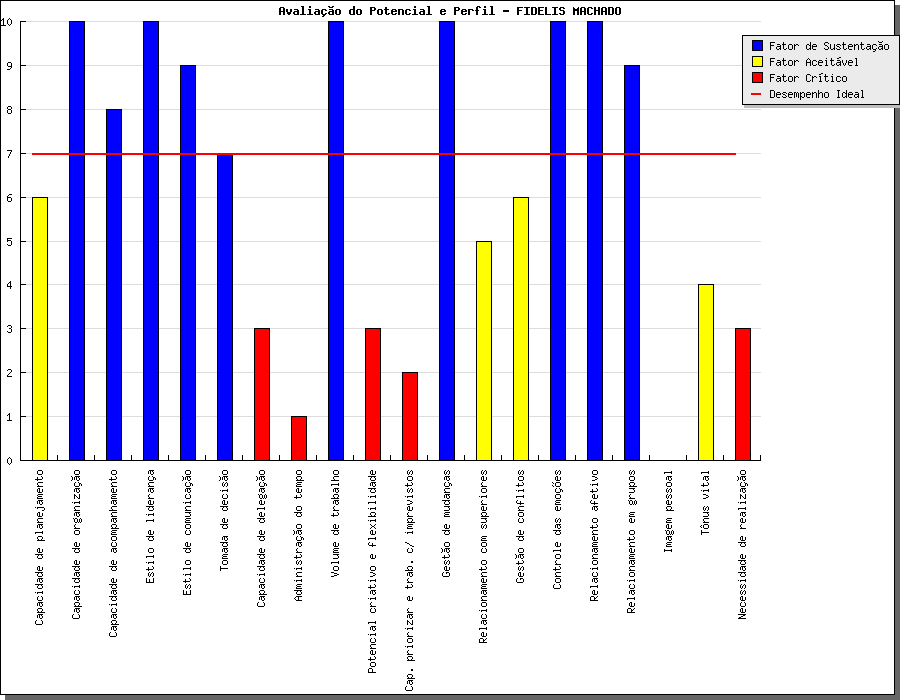 Avaliação do Potencial e Perfil - FIDELIS MACHADO
10
9
8
7
6
5
4
3
2
1
0
Fator de Sustentação
Fator Aceitável
Fator Crítico
Desempenho Ideal
Capacidade de planejamento
Capacidade de organização
Capacidade de acompanhamento
Estilo de liderança
Estilo de comunicação
Tomada de decisão
Capacidade de delegação
Administração do tempo
Volume de trabalho
Potencial criativo e flexibilidade
Cap. priorizar e trab. c/ imprevistos
Gestão de mudanças
Relacionamento com superiores
Gestão de conflitos
Controle das emoções
Relacionamento afetivo
Relacionamento em grupos
Imagem pessoal
Tônus vital
Necessidade de realização